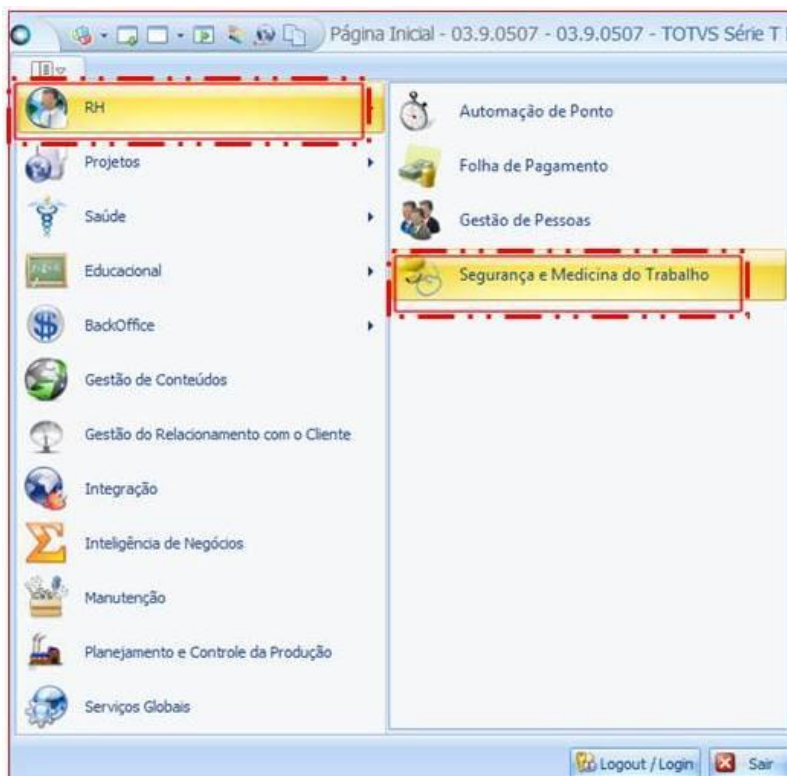 Página Inicial - 03.9.0507 - 03.9.0507 - TOTVS Série T
RH
Projetos
Saúde
Educacional
BackOffice
Gestão de Conteúdos
Gestão do Relacionamento com o Cliente
Integração
Inteligência de Negócios
Manutenção
Planejamento e Controle da Produção
Serviços Globais
Automação de Ponto
Folha de Pagamento
Gestão de Pessoas
Segurança e Medicina do Trabalho
Logout / Login
Sair